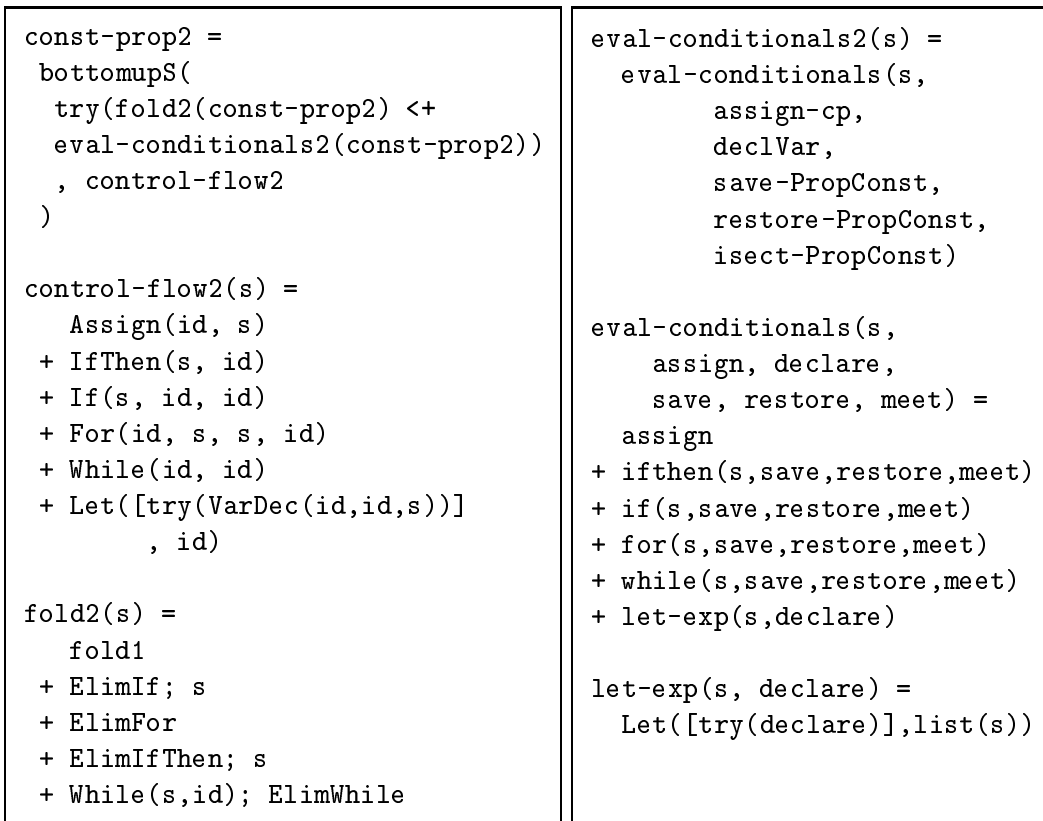 const-prop2 =
bottomupS(
try(fold2(const-prop2) <+
eval-conditionals2(const-prop2))
, control-flow2
)
control-flow2(s) =
Assign(id, s)
+ IfThen(s, id)
+ If(s, id, id)
+ For(id, s, s, id)
+ While(id, id)
+ Let([try(VarDec(id,id,s))]
, id)
fold2(s) =
fold1
+ ElimIf; s
+ ElimFor
+ ElimIfThen; s
+ While(s,id); ElimWhile
eval-conditionals2(s) =
eval-conditionals(s,
assign-cp,
declVar,
save-PropConst,
restore-PropConst,
isect-PropConst)
eval-conditionals(s,
assign, declare,
save, restore, meet) =
assign
+ ifthen(s,save,restore,meet)
+ if(s,save,restore,meet)
+ for(s,save,restore,meet)
+ while(s,save,restore,meet)
+ let-exp(s,declare)
let-exp(s, declare) =
Let([try(declare)],list(s))